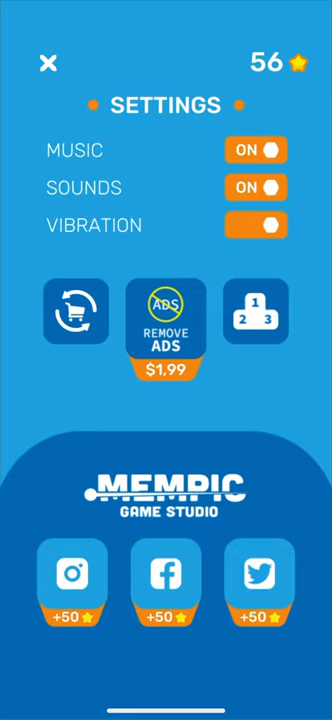 56
SETTINGS
MUSIC
ON
SOUNDS
ON
VIBRATION
ADS
REMOVE
ADS
$1,99
1
2 3
MEMPIC
GAME STUDIO
+50
+50
+50